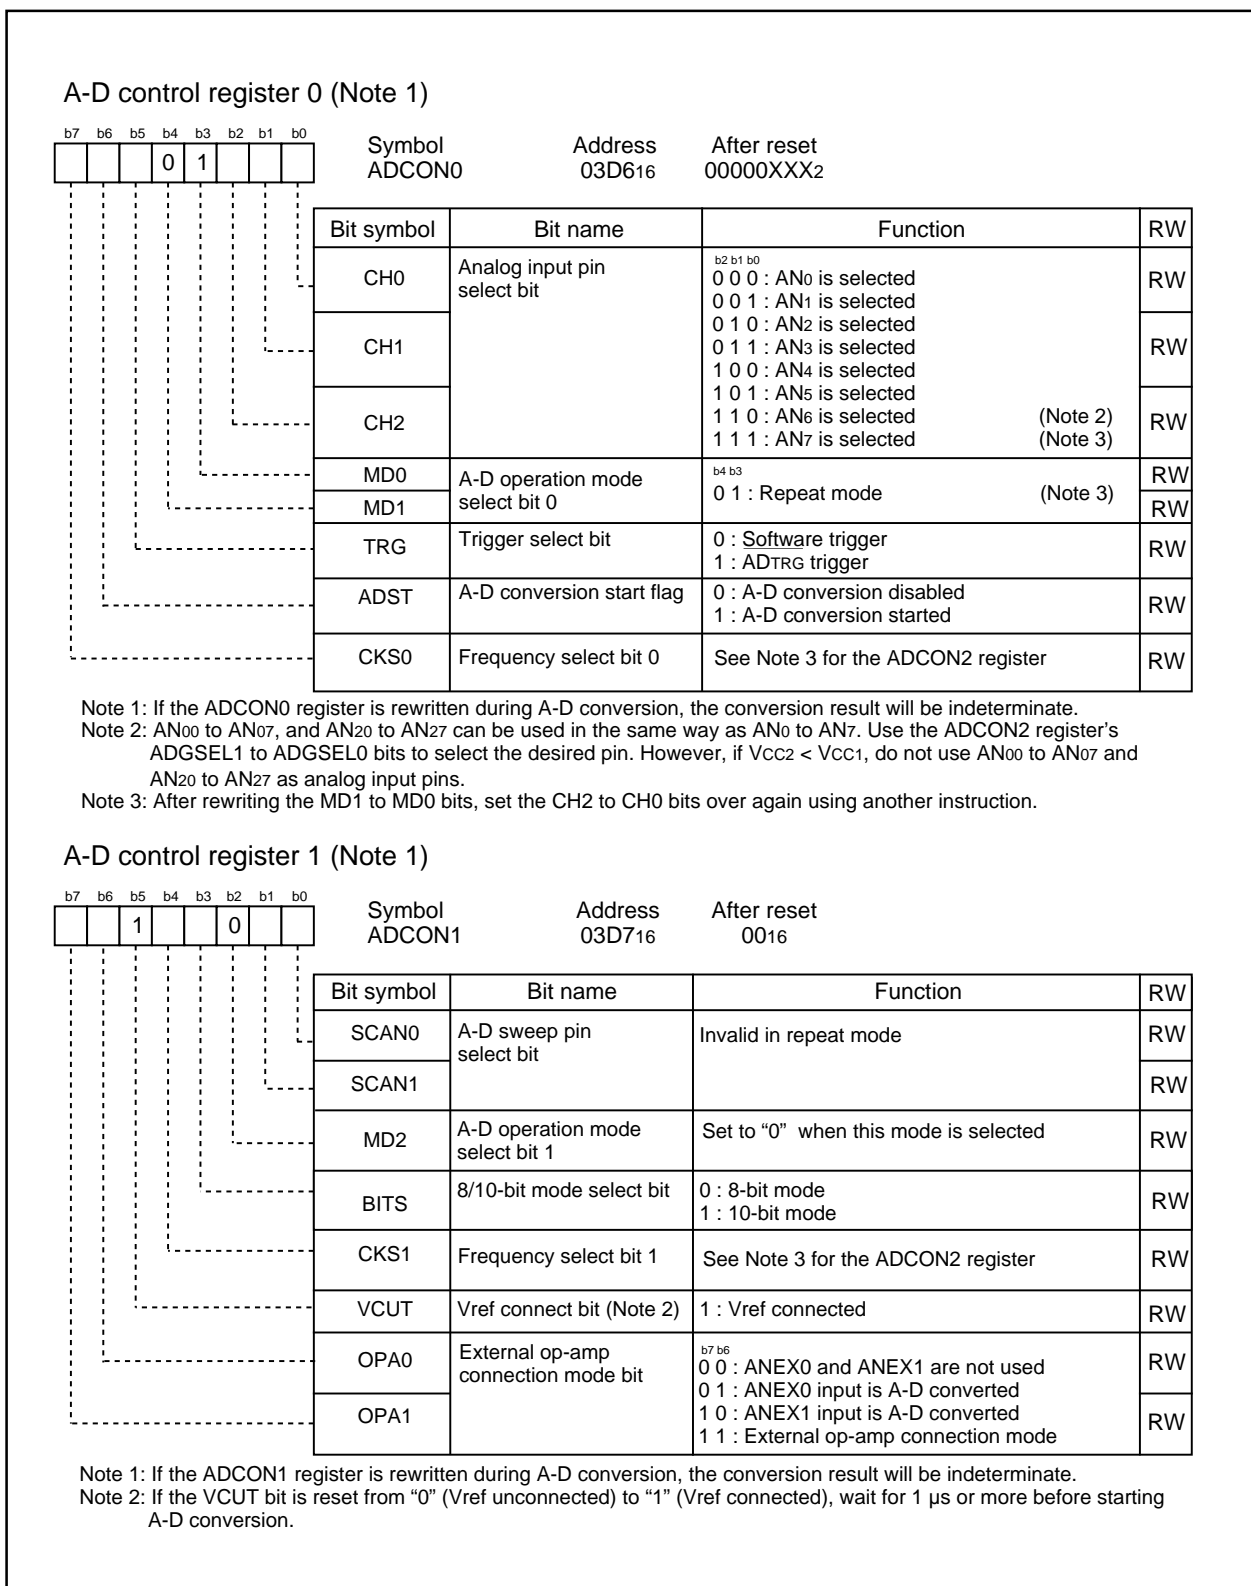 A-D control register 0 (Note 1)
b7 b6 b5 b4 b3 b2 b1 b0
0 1
Symbol Address After reset
ADCON0 03D616 00000XXX2
Bit symbol Bit name Function RW
CH0 Analog input pin select bit b2 b1 b0 RW
0 0 0 : AN0 is selected
0 0 1 : AN1 is selected
0 1 0 : AN2 is selected
CH1 0 1 1 : AN3 is selected RW
1 0 0 : AN4 is selected
1 0 1 : AN5 is selected
CH2 1 1 0 : AN6 is selected (Note 2) RW
1 1 1 : AN7 is selected (Note 3)
MD0 A-D operation mode select bit 0 b4 b3 RW
MD1 0 1 : Repeat mode (Note 3) RW
TRG Trigger select bit 0 : Software trigger RW
1 : ADTRG trigger
ADST A-D conversion start flag 0 : A-D conversion disabled RW
1 : A-D conversion started
CKS0 Frequency select bit 0 See Note 3 for the ADCON2 register RW
Note 1: If the ADCON0 register is rewritten during A-D conversion, the conversion result will be indeterminate.
Note 2: AN00 to AN07, and AN20 to AN27 can be used in the same way as AN0 to AN7. Use the ADCON2 register's
ADGSEL1 to ADGSEL0 bits to select the desired pin. However, if VCC2 < VCC1, do not use AN00 to AN07 and
AN20 to AN27 as analog input pins.
Note 3: After rewriting the MD1 to MD0 bits, set the CH2 to CH0 bits over again using another instruction.
A-D control register 1 (Note 1)
b7 b6 b5 b4 b3 b2 b1 b0
1 0
Symbol Address After reset
ADCON1 03D716 0016
Bit symbol Bit name Function RW
SCAN0 A-D sweep pin select bit Invalid in repeat mode RW
SCAN1 RW
MD2 A-D operation mode select bit 1 Set to “0” when this mode is selected RW
BITS 8/10-bit mode select bit 0 : 8-bit mode RW
1 : 10-bit mode
CKS1 Frequency select bit 1 See Note 3 for the ADCON2 register RW
VCUT Vref connect bit (Note 2) 1 : Vref connected RW
OPA0 External op-amp connection mode bit b7 b6 RW
0 0 : ANEX0 and ANEX1 are not used
0 1 : ANEX0 input is A-D converted
OPA1 1 0 : ANEX1 input is A-D converted RW
1 1 : External op-amp connection mode
Note 1: If the ADCON1 register is rewritten during A-D conversion, the conversion result will be indeterminate.
Note 2: If the VCUT bit is reset from “0” (Vref unconnected) to “1” (Vref connected), wait for 1 µs or more before starting
A-D conversion.